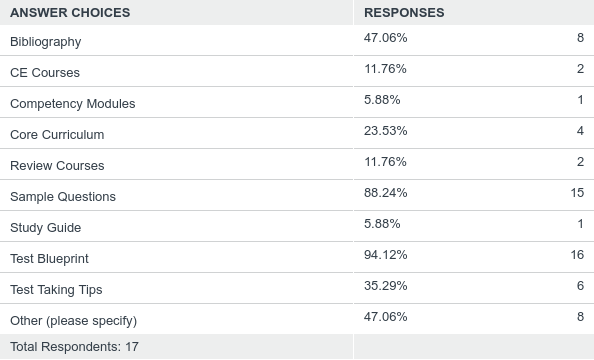 ANSWER CHOICES RESPONSES
Bibliography 47.06% 8
CE Courses 11.76% 2
Competency Modules 5.88% 1
Core Curriculum 23.53% 4
Review Courses 11.76% 2
Sample Questions 88.24% 15
Study Guide 5.88% 1
Test Blueprint 94.12% 16
Test Taking Tips 35.29% 6
Other (please specify) 47.06% 8
Total Respondents: 17